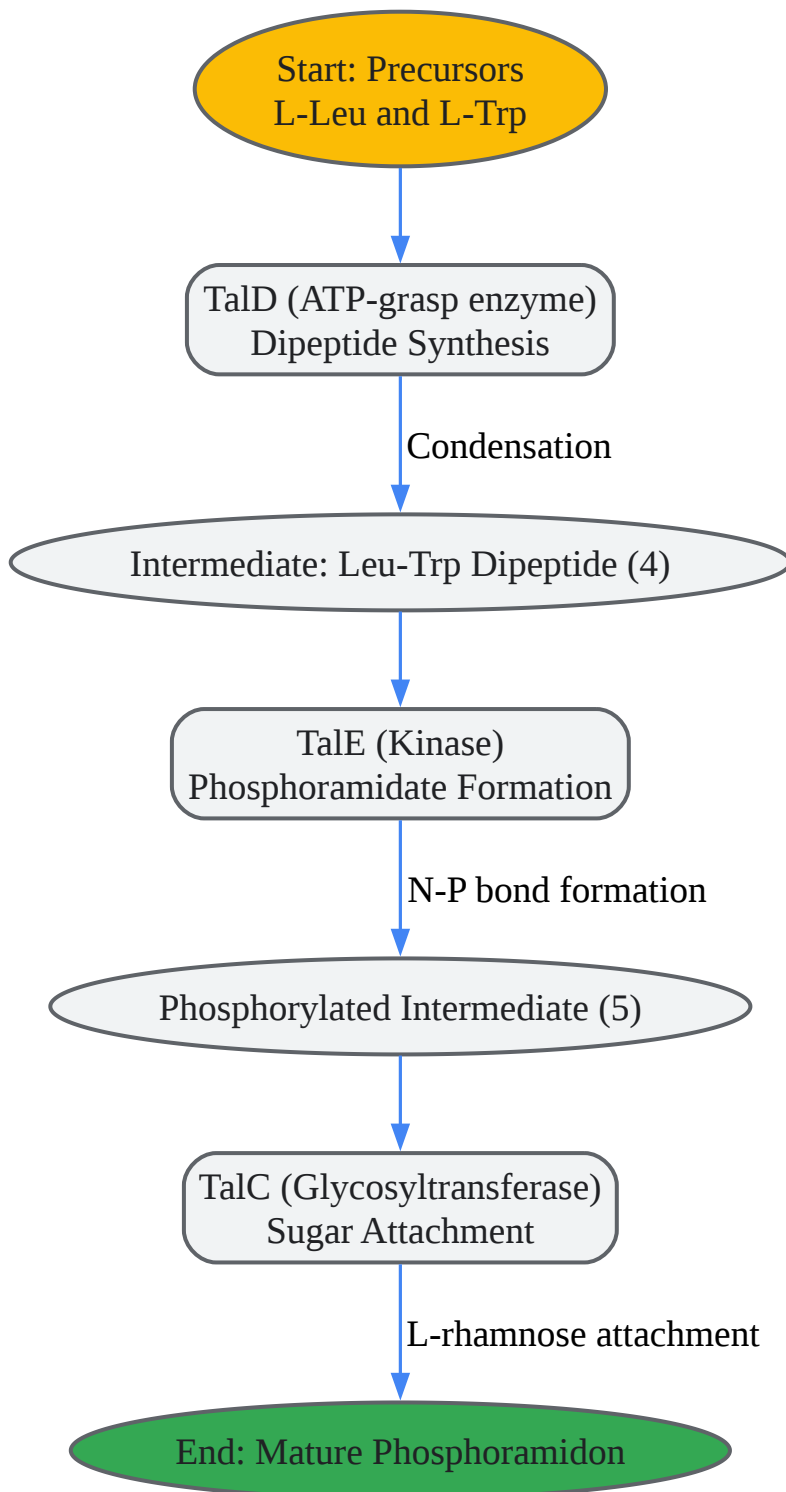 Start: Precursors
L-Leu and L-Trp
TalD (ATP-grasp enzyme)
Dipeptide Synthesis
Condensation
Intermediate: Leu-Trp Dipeptide (4)
TalE (Kinase)
Phosphoramidate Formation
N-P bond formation
Phosphorylated Intermediate (5)
TalC (Glycosyltransferase)
Sugar Attachment
L-rhamnose attachment
End: Mature Phosphoramidon